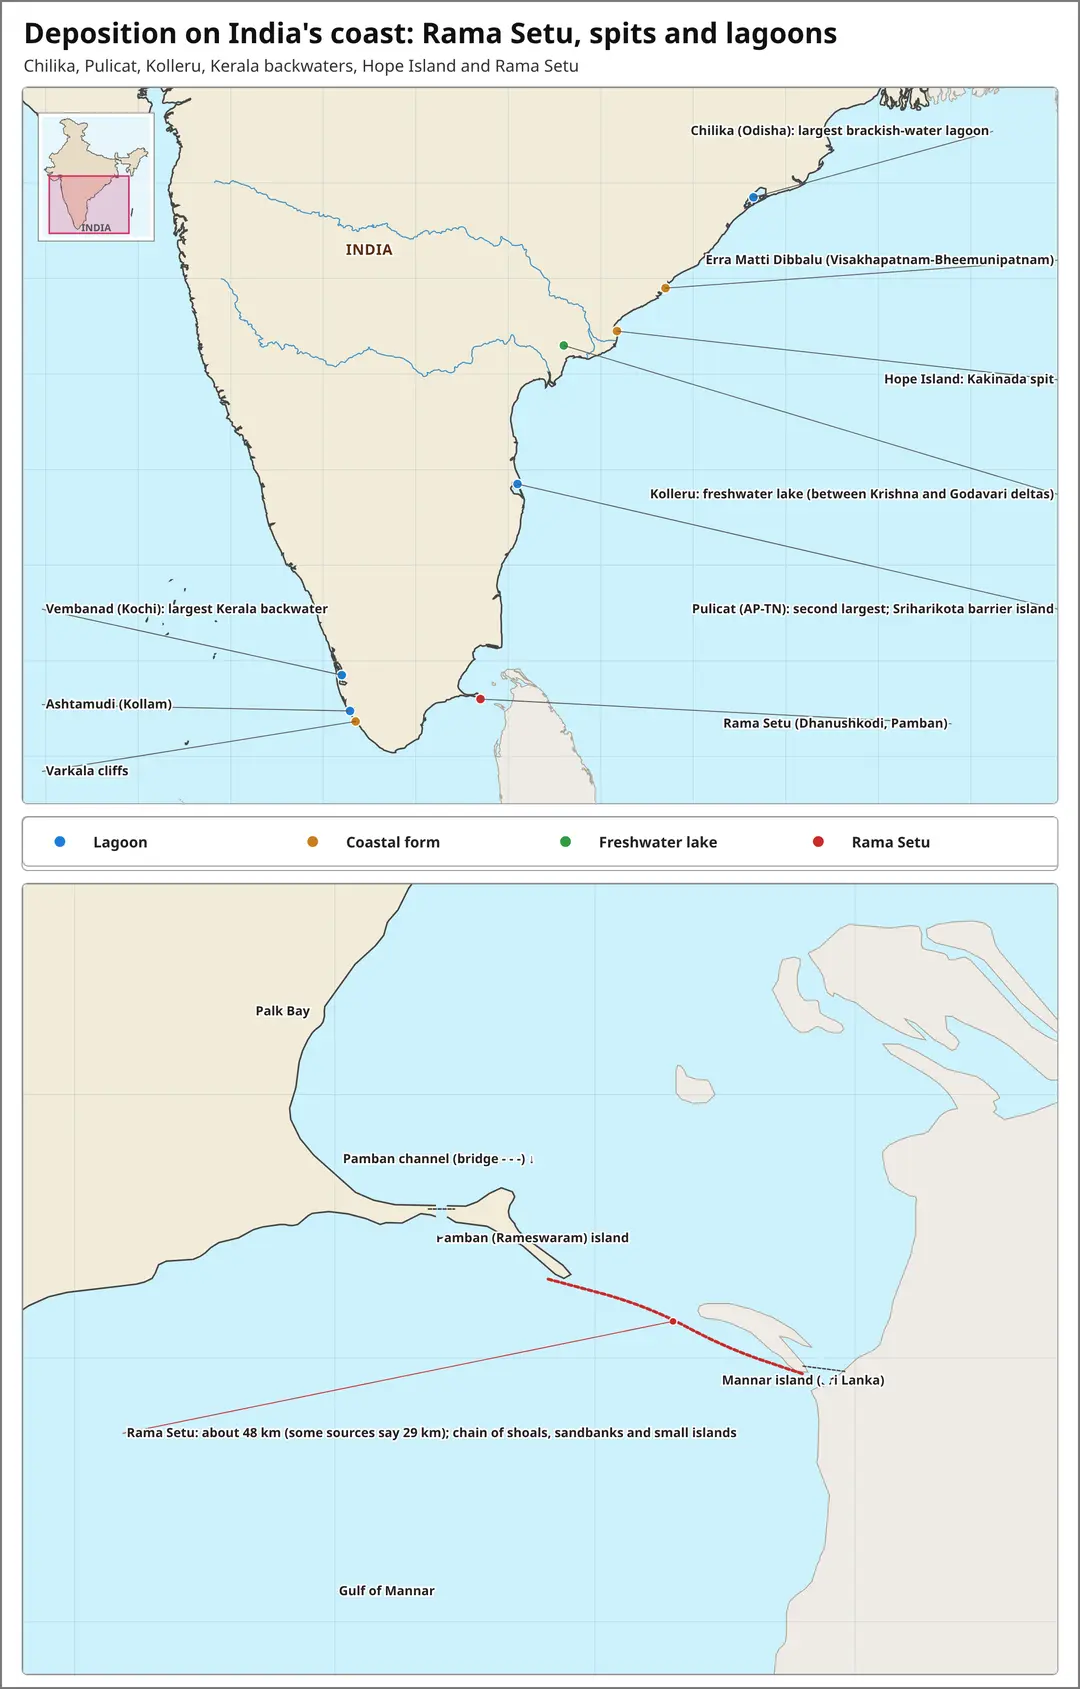 Deposition on India's coast: Rama Setu, spits and lagoons
Chilika, Pulicat, Kolleru, Kerala backwaters, Hope Island and Rama Setu
Chilika (Odisha): largest brackish-water lagoon
INDIA
INDIA
Erra Matti Dibbalu (Visakhapatnam-Bheemunipatnam)
Hope Island: Kakinada spit
Kolleru: freshwater lake (between Krishna and Godavari deltas)
Vembanad (Kochi): largest Kerala backwater
Pulicat (AP-TN): second largest; Sriharikota barrier island
Ashtamudi (Kollam)
Rama Setu (Dhanushkodi, Pamban)
Varkala cliffs
Lagoon
Coastal form
Freshwater lake
Rama Setu
Palk Bay
Pamban channel (bridge - - -) ↓
Pamban (Rameswaram) island
Mannar island (Sri Lanka)
Rama Setu: about 48 km (some sources say 29 km); chain of shoals, sandbanks and small islands
Gulf of Mannar